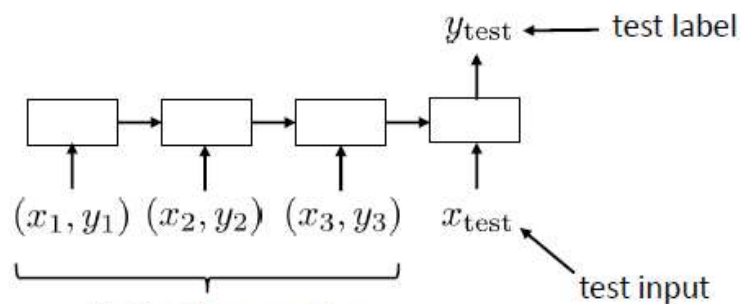 y_test
test label
(x_1, y_1) (x_2, y_2) (x_3, y_3)
x_test
test input